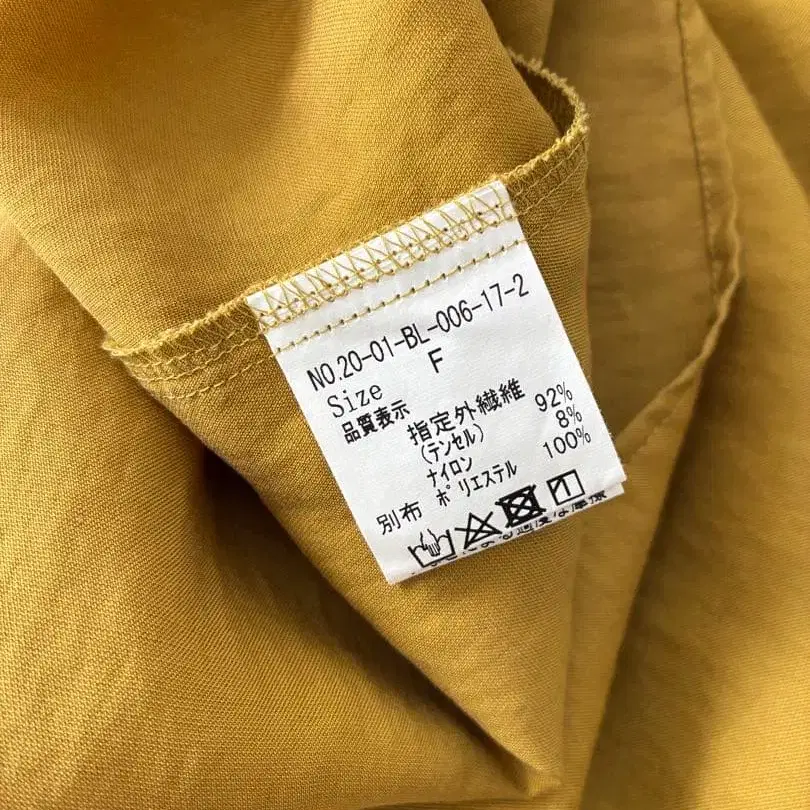 NO.20-01-BL-006-17-2
Size F
品質表示
指定外繊維 92%
(テンセル)
ナイロン 8%
別布 ポリエステル 100%